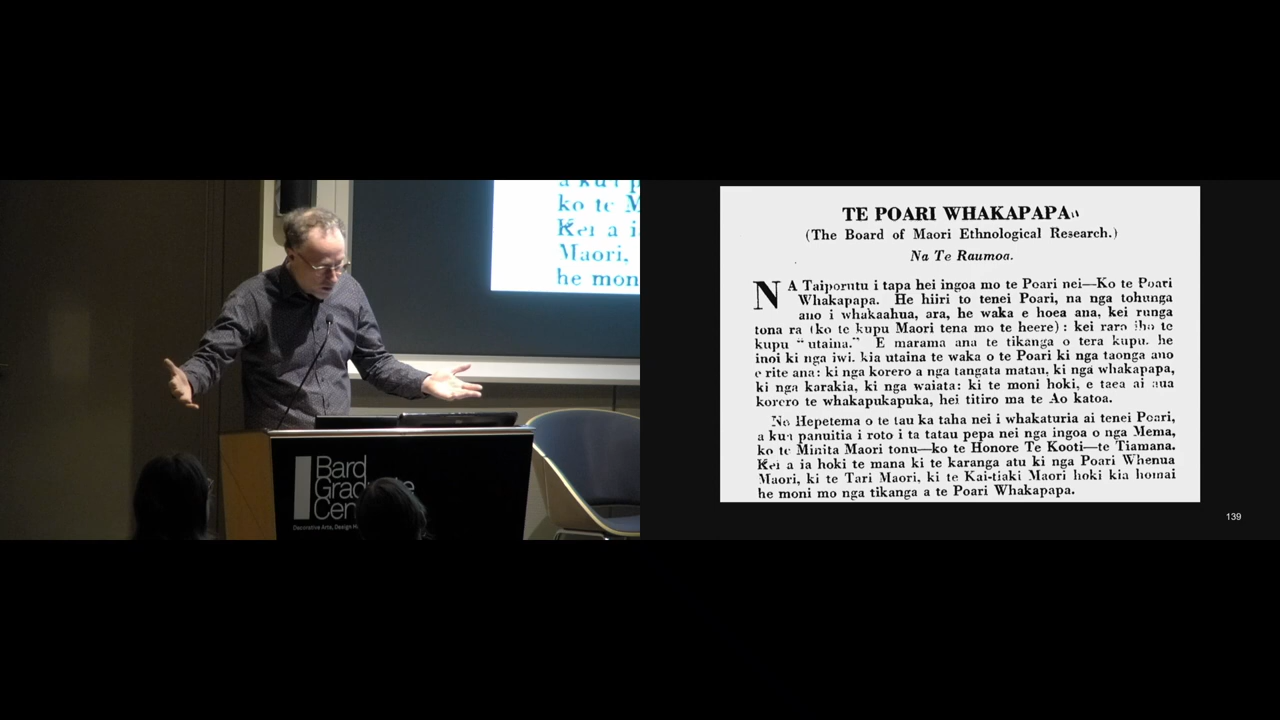 a ku
ko te M
Kei a i
Maori,
he mon
Bard
Graduate
Cen
Decorative Arts, Design H
TE POARI WHAKAPAPA
(The Board of Maori Ethnological Research.)
Na Te Raumoa.
NA Taiporutu i tapa hei ingoa mo te Poari nei—Ko te Poari
Whakapapa. He hiiri to tenei Poari, na nga tohunga
ano i whakaahua, ara, he waka e hoea ana, kei runga
tona ra (ko te kupu Maori tena mo te heere) : kei raro iho te
kupu “ utaina.” E marama ana te tikanga o tera kupu. he
inoi ki nga iwi. kia utaina te waka o te Poari ki nga taonga ano
e rite ana: ki nga korero a nga tangata matau, ki nga whakapapa,
ki nga karakia, ki nga waiata: ki te moni hoki, e taea ai aua
korero te whakapukapuka, hei titiro ma te Ao katoa.
No Hepetema o te tau ka taha nei i whakaturia ai tenei Poari,
a kua panuitia i roto i ta tatau pepa nei nga ingoa o nga Mema,
ko te Minita Maori tonu—ko te Honore Te Kooti—te Tiamana.
Kei a ia hoki te mana ki te karanga atu ki nga Poari Whenua
Maori, ki te Tari Maori, ki te Kai-tiaki Maori hoki kia homai
he moni mo nga tikanga a te Poari Whakapapa.
139